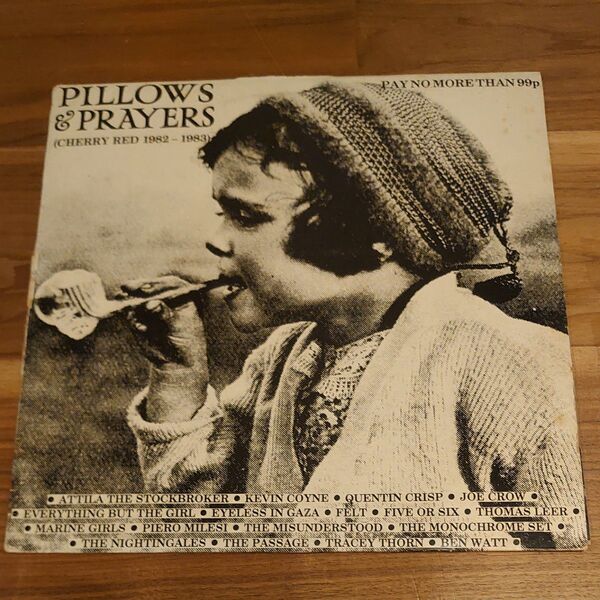 PILLOWS
& PRAYERS
(CHERRY RED 1982 – 1983)
PAY NO MORE THAN 99p
• ATTILA THE STOCKBROKER • KEVIN COYNE • QUENTIN CRISP • JOE CROW •
• EVERYTHING BUT THE GIRL • EYELESS IN GAZA • FELT • FIVE OR SIX • THOMAS LEER •
• MARINE GIRLS • PIERO MILESI • THE MISUNDERSTOOD • THE MONOCHROME SET •
• THE NIGHTINGALES • THE PASSAGE • TRACEY THORN • BEN WATT •